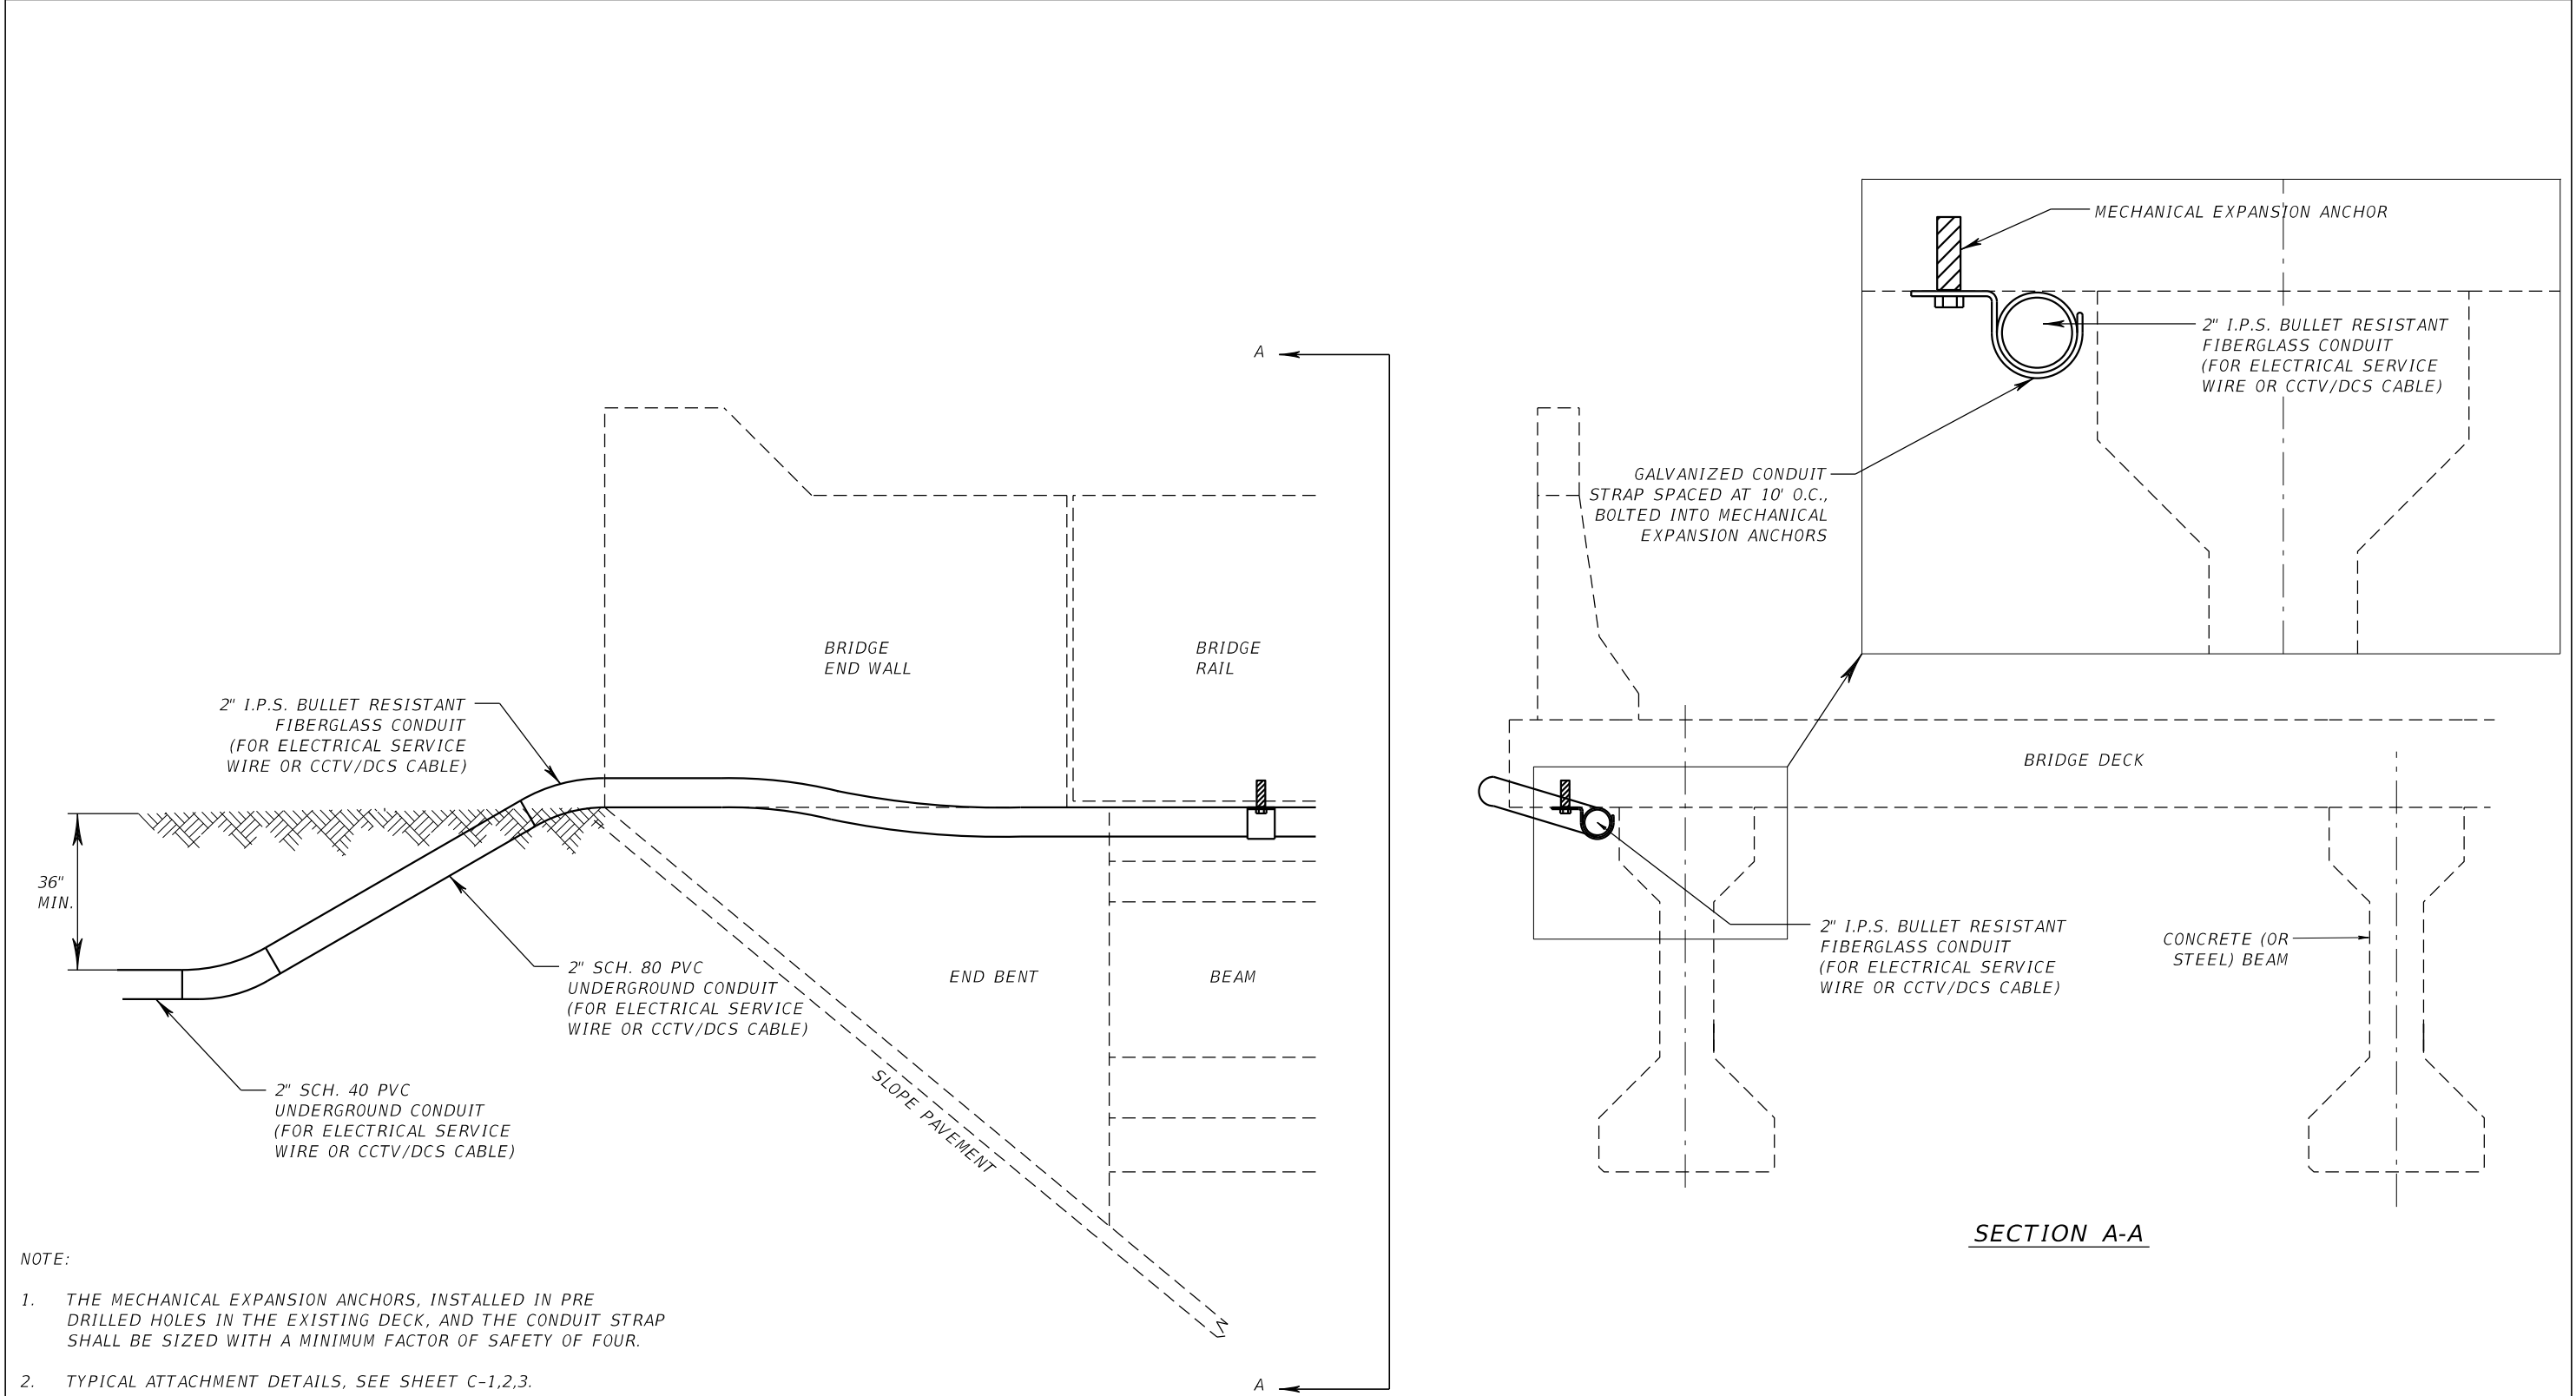 MECHANICAL EXPANSION ANCHOR
2" I.P.S. BULLET RESISTANT
FIBERGLASS CONDUIT
(FOR ELECTRICAL SERVICE
WIRE OR CCTV/DCS CABLE)
A
GALVANIZED CONDUIT
STRAP SPACED AT 10' O.C.,
BOLTED INTO MECHANICAL
EXPANSION ANCHORS
BRIDGE
END WALL
BRIDGE
RAIL
2" I.P.S. BULLET RESISTANT
FIBERGLASS CONDUIT
(FOR ELECTRICAL SERVICE
WIRE OR CCTV/DCS CABLE)
BRIDGE DECK
36"
MIN.
2" I.P.S. BULLET RESISTANT
FIBERGLASS CONDUIT
(FOR ELECTRICAL SERVICE
WIRE OR CCTV/DCS CABLE)
CONCRETE (OR
STEEL) BEAM
2" SCH. 80 PVC
UNDERGROUND CONDUIT
(FOR ELECTRICAL SERVICE
WIRE OR CCTV/DCS CABLE)
END BENT
BEAM
2" SCH. 40 PVC
UNDERGROUND CONDUIT
(FOR ELECTRICAL SERVICE
WIRE OR CCTV/DCS CABLE)
SLOPE PAVEMENT
SECTION A-A
NOTE:
1. THE MECHANICAL EXPANSION ANCHORS, INSTALLED IN PRE
DRILLED HOLES IN THE EXISTING DECK, AND THE CONDUIT STRAP
SHALL BE SIZED WITH A MINIMUM FACTOR OF SAFETY OF FOUR.
2. TYPICAL ATTACHMENT DETAILS, SEE SHEET C-1,2,3.
A